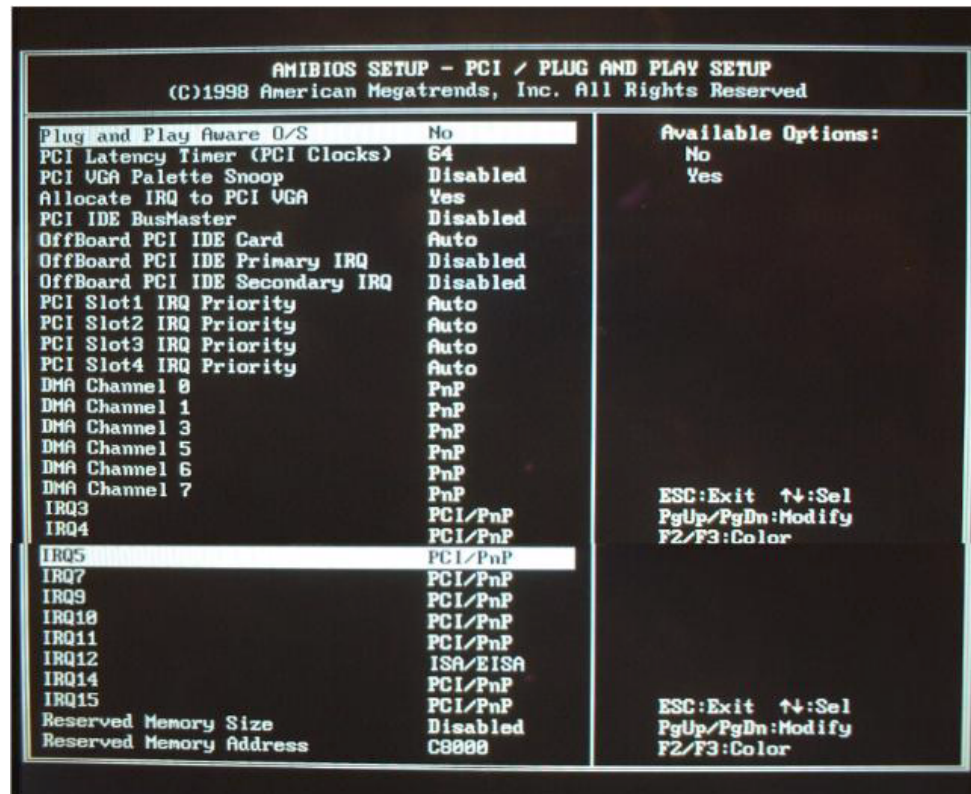 AMIBIOS SETUP - PCI / PLUG AND PLAY SETUP
(C)1998 American Megatrends, Inc. All Rights Reserved
Plug and Play Aware O/S No
PCI Latency Timer (PCI Clocks) 64
PCI VGA Palette Snoop Disabled
Allocate IRQ to PCI VGA Yes
PCI IDE BusMaster Disabled
OffBoard PCI IDE Card Auto
OffBoard PCI IDE Primary IRQ Disabled
OffBoard PCI IDE Secondary IRQ Disabled
PCI Slot1 IRQ Priority Auto
PCI Slot2 IRQ Priority Auto
PCI Slot3 IRQ Priority Auto
PCI Slot4 IRQ Priority Auto
DMA Channel 0 PnP
DMA Channel 1 PnP
DMA Channel 3 PnP
DMA Channel 5 PnP
DMA Channel 6 PnP
DMA Channel 7 PnP
IRQ3 PCI/PnP
IRQ4 PCI/PnP
IRQ5 PCI/PnP
IRQ7 PCI/PnP
IRQ9 PCI/PnP
IRQ10 PCI/PnP
IRQ11 PCI/PnP
IRQ12 ISA/EISA
IRQ14 PCI/PnP
IRQ15 PCI/PnP
Reserved Memory Size Disabled
Reserved Memory Address C8000
Available Options:
No
Yes
ESC:Exit ↑↓:Sel
PgUp/PgDn:Modify
F2/F3:Color
ESC:Exit ↑↓:Sel
PgUp/PgDn:Modify
F2/F3:Color